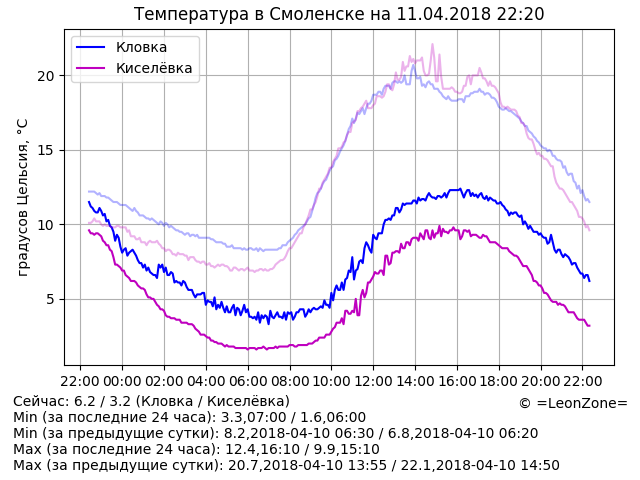 Температура в Смоленске на 11.04.2018 22:20
Кловка
Киселёвка
градусов Цельсия, °C
20
15
10
5
22:00 00:00 02:00 04:00 06:00 08:00 10:00 12:00 14:00 16:00 18:00 20:00 22:00
Сейчас: 6.2 / 3.2 (Кловка / Киселёвка)
© =LeonZone=
Min (за последние 24 часа): 3.3,07:00 / 1.6,06:00
Min (за предыдущие сутки): 8.2,2018-04-10 06:30 / 6.8,2018-04-10 06:20
Max (за последние 24 часа): 12.4,16:10 / 9.9,15:10
Max (за предыдущие сутки): 20.7,2018-04-10 13:55 / 22.1,2018-04-10 14:50